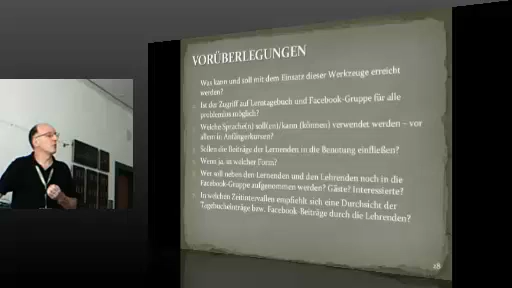 VORÜBERLEGUNGEN
Was kann und soll mit dem Einsatz dieser Werkzeuge erreicht
werden?
Ist der Zugriff auf Lerntagebuch und Facebook-Gruppe für alle
problemlos möglich?
Welche Sprache(n) soll(en)/kann (können) verwendet werden – vor
allem in Anfängerkursen?
Sollen die Beiträge der Lernenden in die Benotung einfließen?
Wenn ja, in welcher Form?
Wer soll neben den Lernenden und den Lehrenden noch in die
Facebook-Gruppe aufgenommen werden? Gäste? Interessierte?
In welchen Zeitintervallen empfiehlt sich eine Durchsicht der
Tagebucheinträge bzw. Facebook-Beiträge durch die Lehrenden?
28